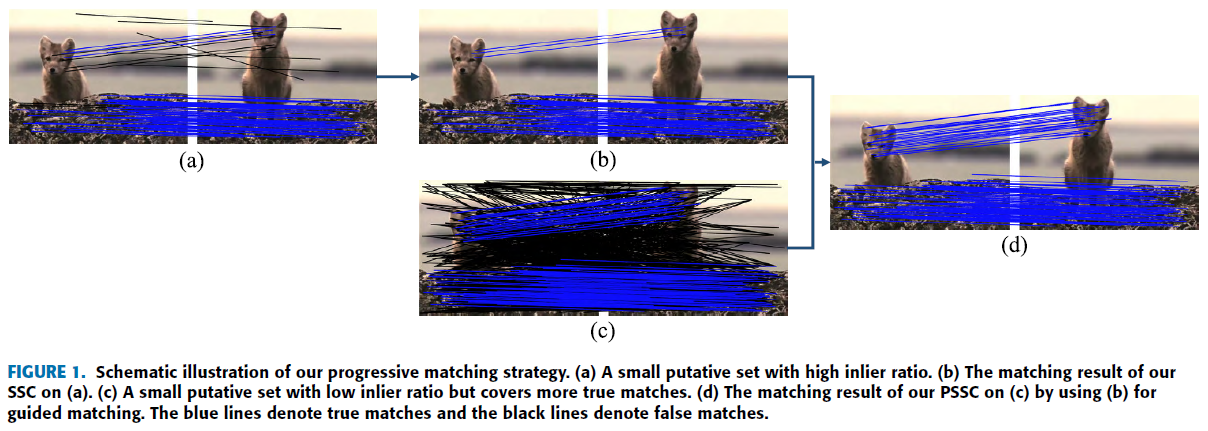 (a)
(b)
(c)
(d)
FIGURE 1. Schematic illustration of our progressive matching strategy. (a) A small putative set with high inlier ratio. (b) The matching result of our
SSC on (a). (c) A small putative set with low inlier ratio but covers more true matches. (d) The matching result of our PSSC on (c) by using (b) for
guided matching. The blue lines denote true matches and the black lines denote false matches.